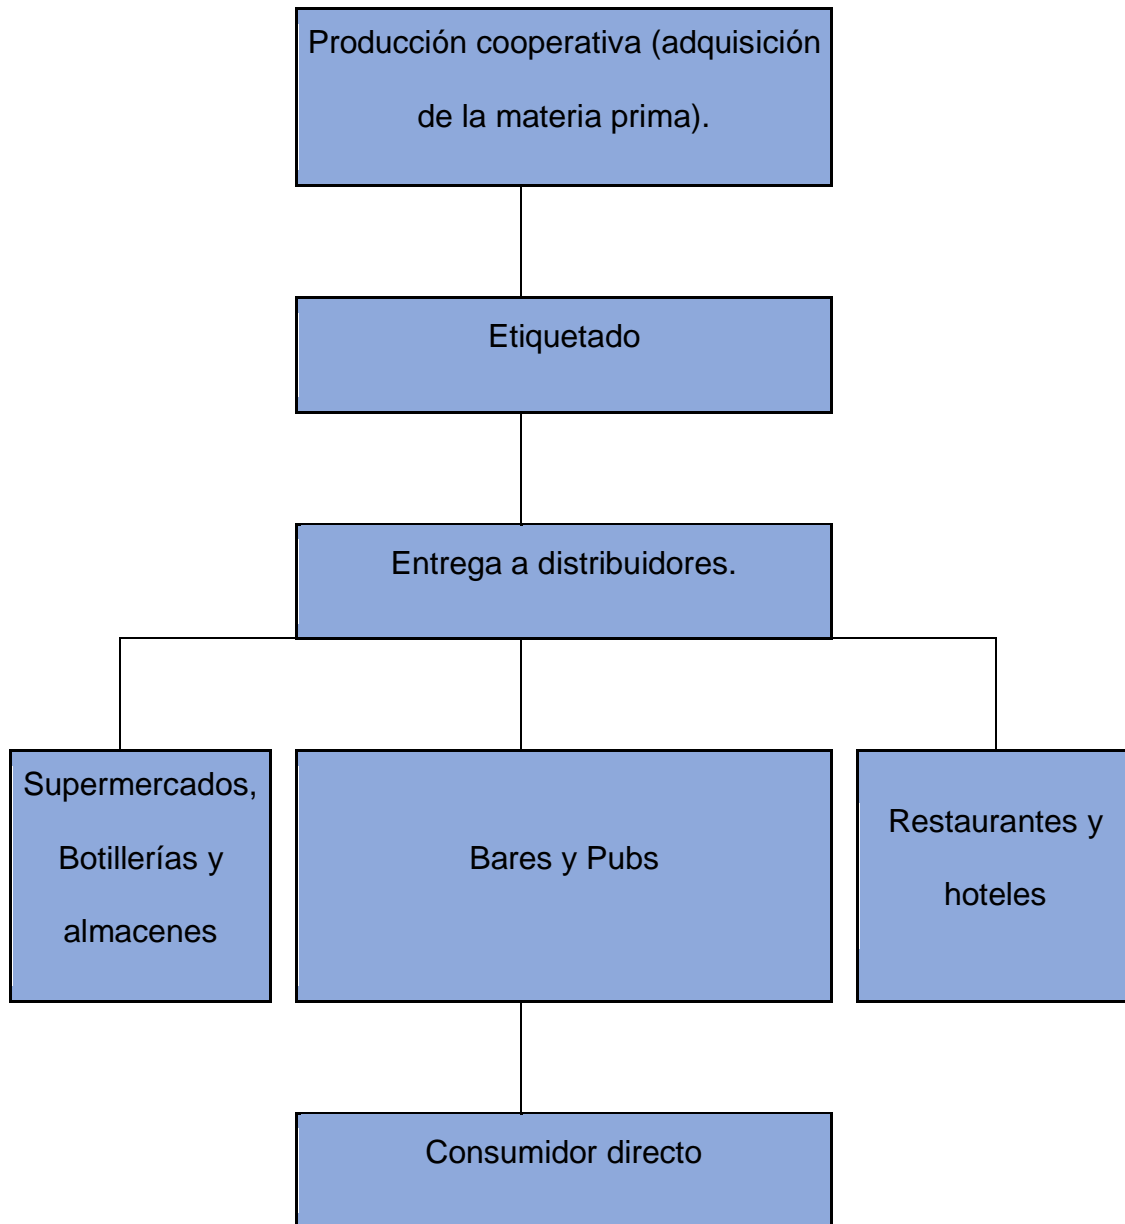 Producción cooperativa (adquisición
de la materia prima).
Etiquetado
Entrega a distribuidores.
Supermercados,
Botillerías y
almacenes
Bares y Pubs
Restaurantes y
hoteles
Consumidor directo